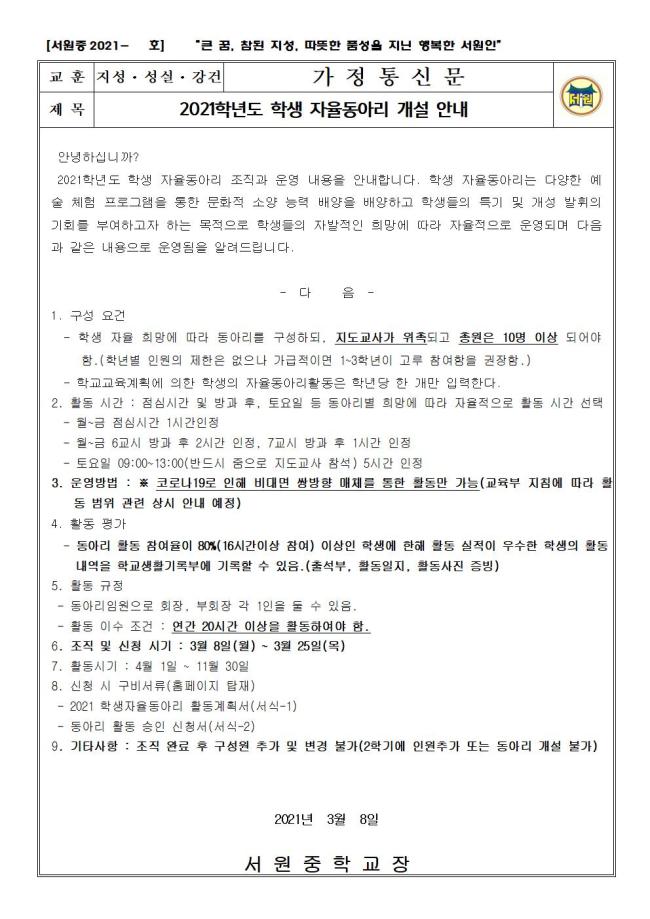 [서원중 2021-    호]    "큰 꿈, 참된 지성, 따뜻한 품성을 지닌 행복한 서원인"
교 훈 지성·성실·강건 가 정 통 신 문
제 목 2021학년도 학생 자율동아리 개설 안내
서원
안녕하십니까?
2021학년도 학생 자율동아리 조직과 운영 내용을 안내합니다. 학생 자율동아리는 다양한 예
술 체험 프로그램을 통한 문화적 소양 능력 배양을 배양하고 학생들의 특기 및 개성 발휘의
기회를 부여하고자 하는 목적으로 학생들의 자발적인 희망에 따라 자율적으로 운영되며 다음
과 같은 내용으로 운영됨을 알려드립니다.
- 다    음 -
1. 구성 요건
- 학생 자율 희망에 따라 동아리를 구성하되, 지도교사가 위촉되고 총원은 10명 이상 되어야
함.(학년별 인원의 제한은 없으나 가급적이면 1~3학년이 고루 참여함을 권장함.)
- 학교교육계획에 의한 학생의 자율동아리활동은 학년당 한 개만 입력한다.
2. 활동 시간 : 점심시간 및 방과 후, 토요일 등 동아리별 희망에 따라 자율적으로 활동 시간 선택
- 월~금 점심시간 1시간인정
- 월~금 6교시 방과 후 2시간 인정, 7교시 방과 후 1시간 인정
- 토요일 09:00~13:00(반드시 줌으로 지도교사 참석) 5시간 인정
3. 운영방법 : ※ 코로나19로 인해 비대면 쌍방향 매체를 통한 활동만 가능(교육부 지침에 따라 활
동 범위 관련 상시 안내 예정)
4. 활동 평가
- 동아리 활동 참여율이 80%(16시간이상 참여) 이상인 학생에 한해 활동 실적이 우수한 학생의 활동
내역을 학교생활기록부에 기록할 수 있음.(출석부, 활동일지, 활동사진 증빙)
5. 활동 규정
- 동아리임원으로 회장, 부회장 각 1인을 둘 수 있음.
- 활동 이수 조건 : 연간 20시간 이상을 활동하여야 함.
6. 조직 및 신청 시기 : 3월 8일(월) ~ 3월 25일(목)
7. 활동시기 : 4월 1일 ~ 11월 30일
8. 신청 시 구비서류(홈페이지 탑재)
- 2021 학생자율동아리 활동계획서(서식-1)
- 동아리 활동 승인 신청서(서식-2)
9. 기타사항 : 조직 완료 후 구성원 추가 및 변경 불가(2학기에 인원추가 또는 동아리 개설 불가)
2021년  3월  8일
서 원 중 학 교 장